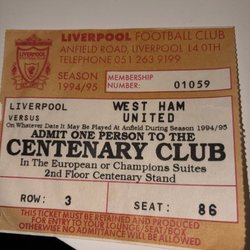 LIVERPOOL FOOTBALL CLUB
ANFIELD ROAD, LIVERPOOL L4 0TH
TELEPHONE 051 263 9199
LIVERPOOL
SEASON
1994/95
MEMBERSHIP
NUMBER:
01059
LIVERPOOL
VERSUS
WEST HAM
UNITED
On Whatever Date It May Be Played At Anfield During Season 1994/95
ADMIT ONE PERSON TO THE
CENTENARY CLUB
In The European or Champions Suites
2nd Floor Centenary Stand
ROW: 3
SEAT: 86
THIS TICKET MUST BE RETAINED AND PRODUCED
FOR ENTRY TO YOUR LOUNGE/SEAT/BOX
OTHERWISE NO ADMITTANCE WILL BE ALLOWED